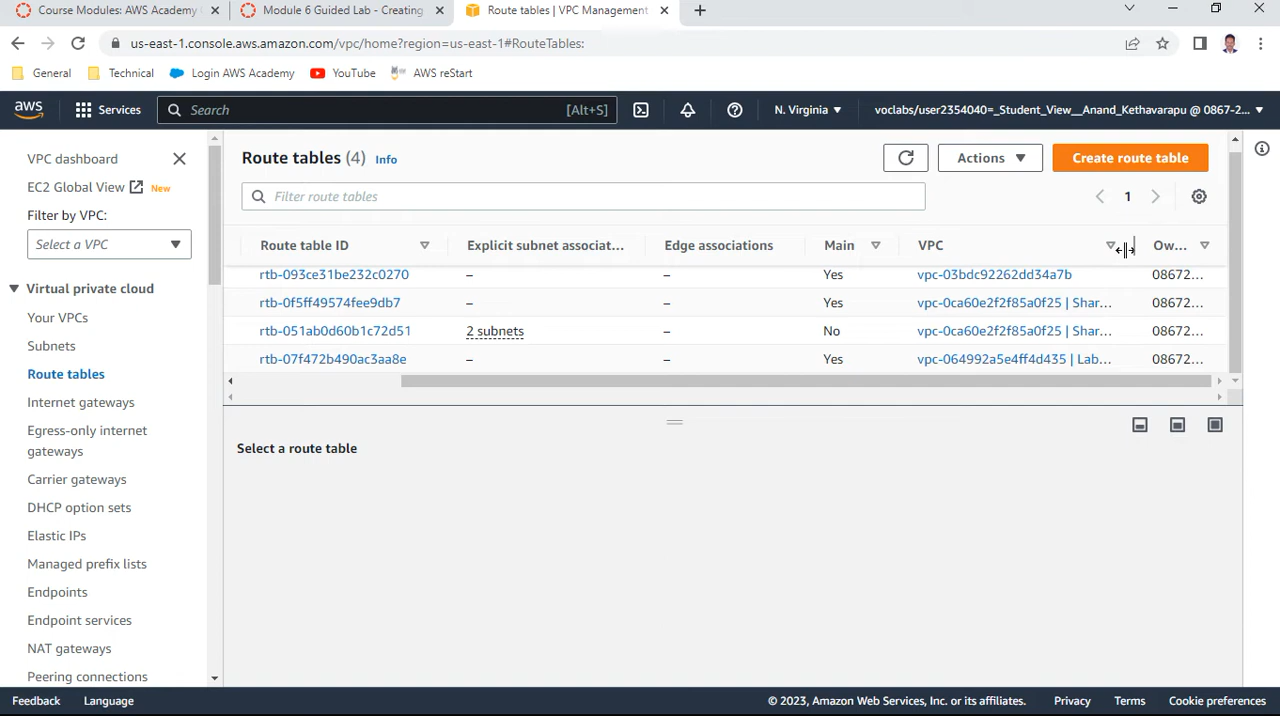 Course Modules: AWS Academy
Module 6 Guided Lab - Creating
Route tables | VPC Management
us-east-1.console.aws.amazon.com/vpc/home?region=us-east-1#RouteTables:
General
Technical
Login AWS Academy
YouTube
AWS reStart
aws
Services
Search
[Alt+S]
N. Virginia
voclabs/user2354040=_Student_View__Anand_Kethavarapu @ 0867-2...
VPC dashboard
EC2 Global View
New
Filter by VPC:
Select a VPC
Virtual private cloud
Your VPCs
Subnets
Route tables
Internet gateways
Egress-only internet
gateways
Carrier gateways
DHCP option sets
Elastic IPs
Managed prefix lists
Endpoints
Endpoint services
NAT gateways
Peering connections
Route tables (4) Info
Actions
Create route table
Filter route tables
1
Route table ID Explicit subnet associat... Edge associations Main VPC Ow...
rtb-093ce31be232c0270 – – Yes vpc-03bdc92262dd34a7b 08672...
rtb-0f5ff49574fee9db7 – – Yes vpc-0ca60e2f2f85a0f25 | Shar... 08672...
rtb-051ab0d60b1c72d51 2 subnets – No vpc-0ca60e2f2f85a0f25 | Shar... 08672...
rtb-07f472b490ac3aa8e – – Yes vpc-064992a5e4ff4d435 | Lab... 08672...
Select a route table
Feedback
Language
© 2023, Amazon Web Services, Inc. or its affiliates.
Privacy
Terms
Cookie preferences